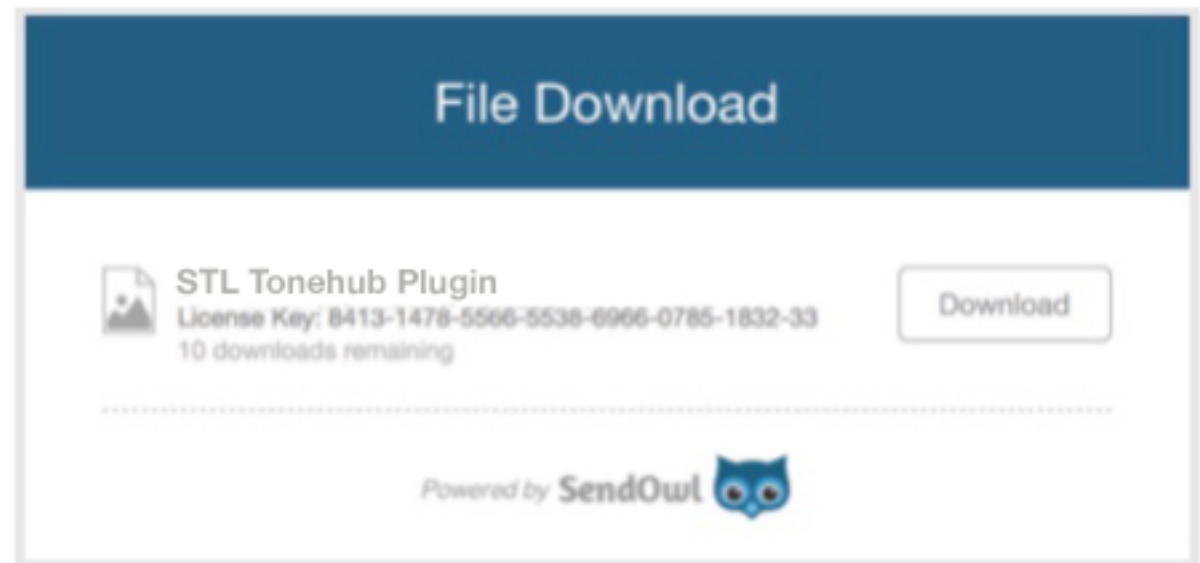 File Download
STL Tonehub Plugin
License Key: 8413-1478-5566-5538-6966-0785-1832-33
10 downloads remaining
Download
Powered by SendOwl